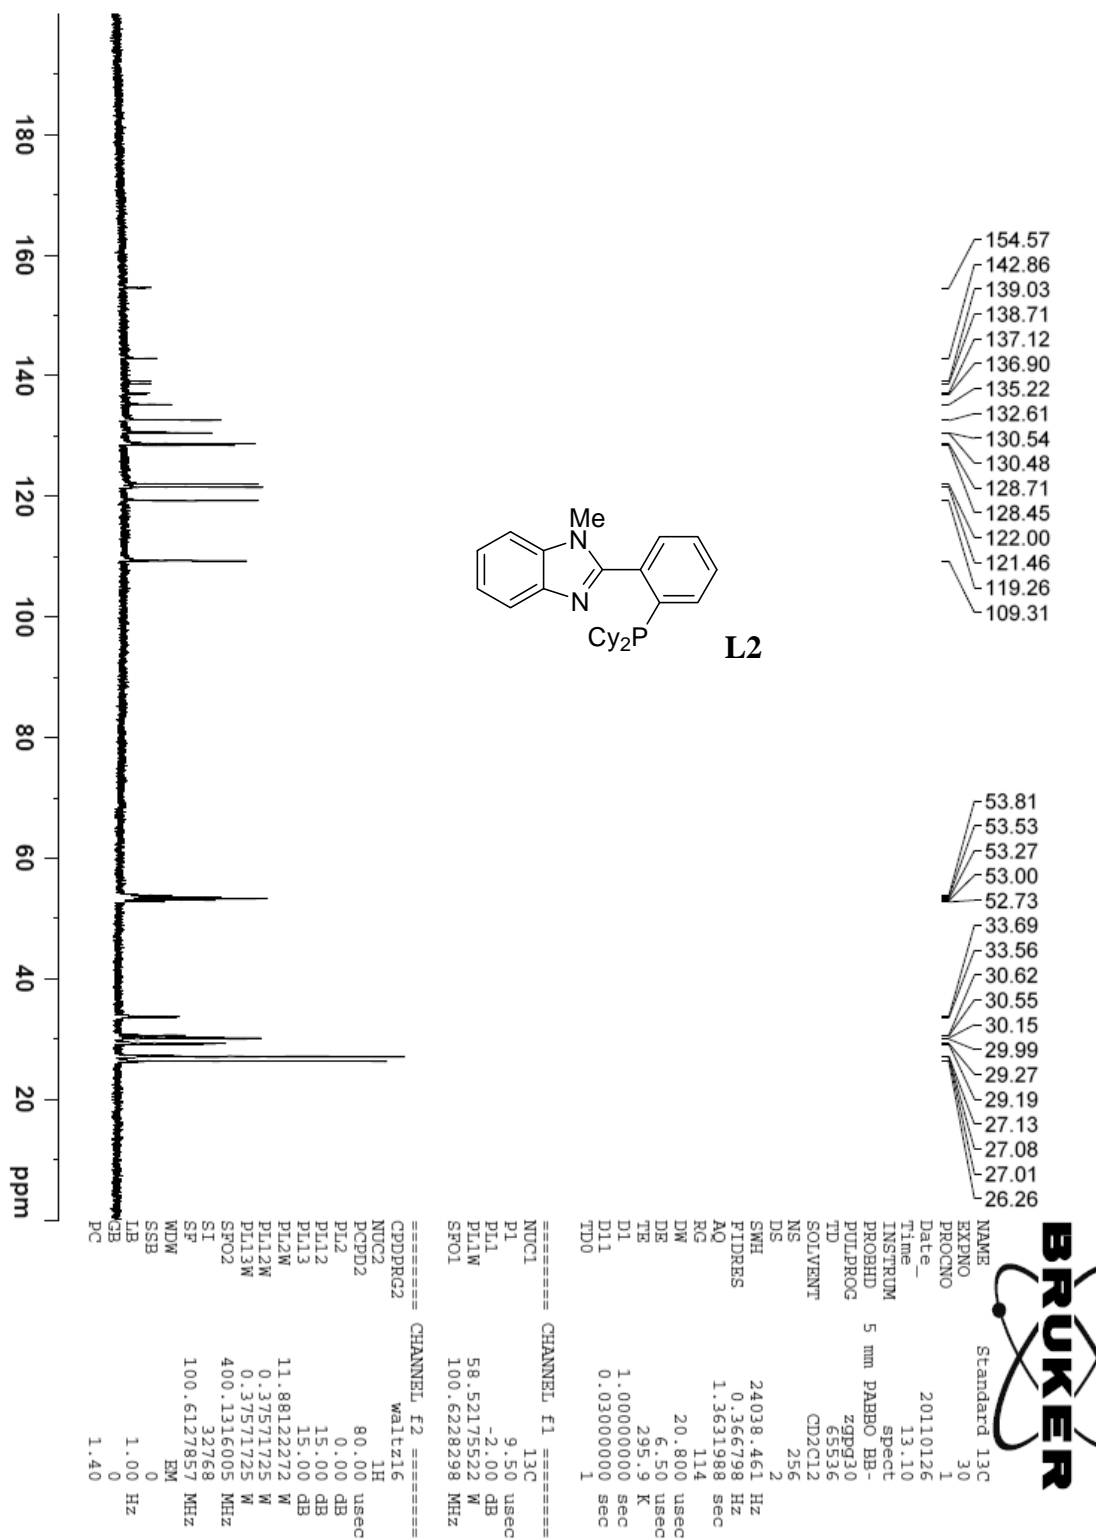 154.57
142.86
139.03
138.71
137.12
136.90
135.22
132.61
130.54
130.48
128.71
128.45
122.00
121.46
119.26
109.31
53.81
53.53
53.27
53.00
52.73
33.69
33.56
30.62
30.55
30.15
29.99
29.27
29.19
27.13
27.08
27.01
26.26
Me
N
N
Cy2P
L2
180
160
140
120
100
80
60
40
20
ppm
BRUKER
NAME Standard 13C
EXPNO 30
PROCNO 1
Date_ 20110126
Time 13.10
INSTRUM spect
PROBHD 5 mm PABBO BB-
PULPROG zgpg30
TD 65536
SOLVENT CD2Cl2
NS 256
DS 2
SWH 24038.461 Hz
FIDRES 0.366798 Hz
AQ 1.3631988 sec
RG 114
DW 20.800 usec
DE 6.50 usec
TE 295.9 K
D1 1.00000000 sec
D11 0.03000000 sec
TD0 1
======== CHANNEL f1 ========
NUC1 13C
P1 9.50 usec
PL1 -2.00 dB
PL1W 58.52175522 W
SFO1 100.6228298 MHz
======== CHANNEL f2 ========
CPDPRG2 waltz16
NUC2 1H
PCPD2 80.00 usec
PL2 0.00 dB
PL12 15.00 dB
PL13 15.00 dB
PL2W 11.88122272 W
PL12W 0.37571725 W
PL13W 0.37571725 W
SFO2 400.1316005 MHz
SI 32768
SF 100.6127857 MHz
WDW EM
SSB 0
LB 1.00 Hz
GB 0
PC 1.40